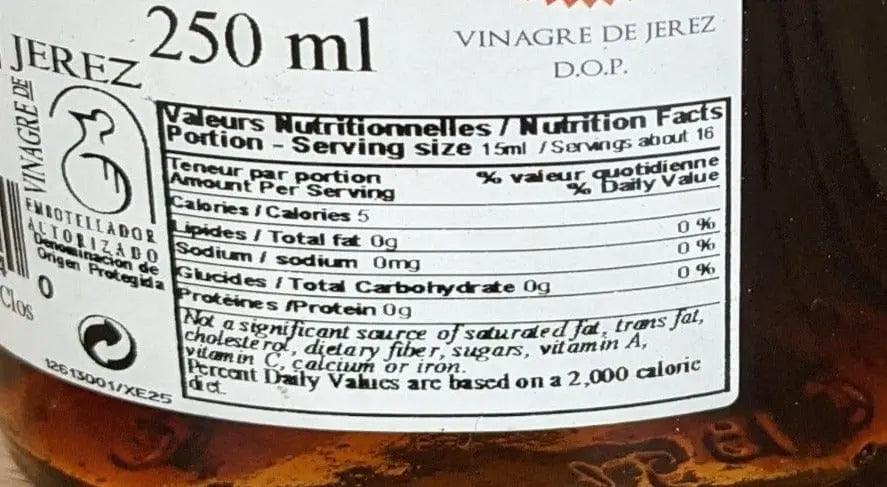 250 ml
VINAGRE DE JEREZ
D.O.P.
JEREZ
VINAGRE DE
EMBOTELLADOR
AUTORIZADO
Denominacion de
Origen Protegida
0
Clos
12613001/XE25
Valeurs Nutritionnelles / Nutrition Facts
Portion - Serving size 15ml / Servings about 16
Teneur par portion % valeur quotidienne
Amount Per Serving % Daily Value
Calories / Calories 5
Lipides / Total fat 0g 0 %
Sodium / sodium 0mg 0 %
Glucides / Total Carbohydrate 0g 0 %
Protéines /Protein 0g
Not a significant source of saturated fat, trans fat,
cholesterol, dietary fiber, sugars, vitamin A,
vitamin C, calcium or iron.
Percent Daily Values are based on a 2,000 caloric
diet.